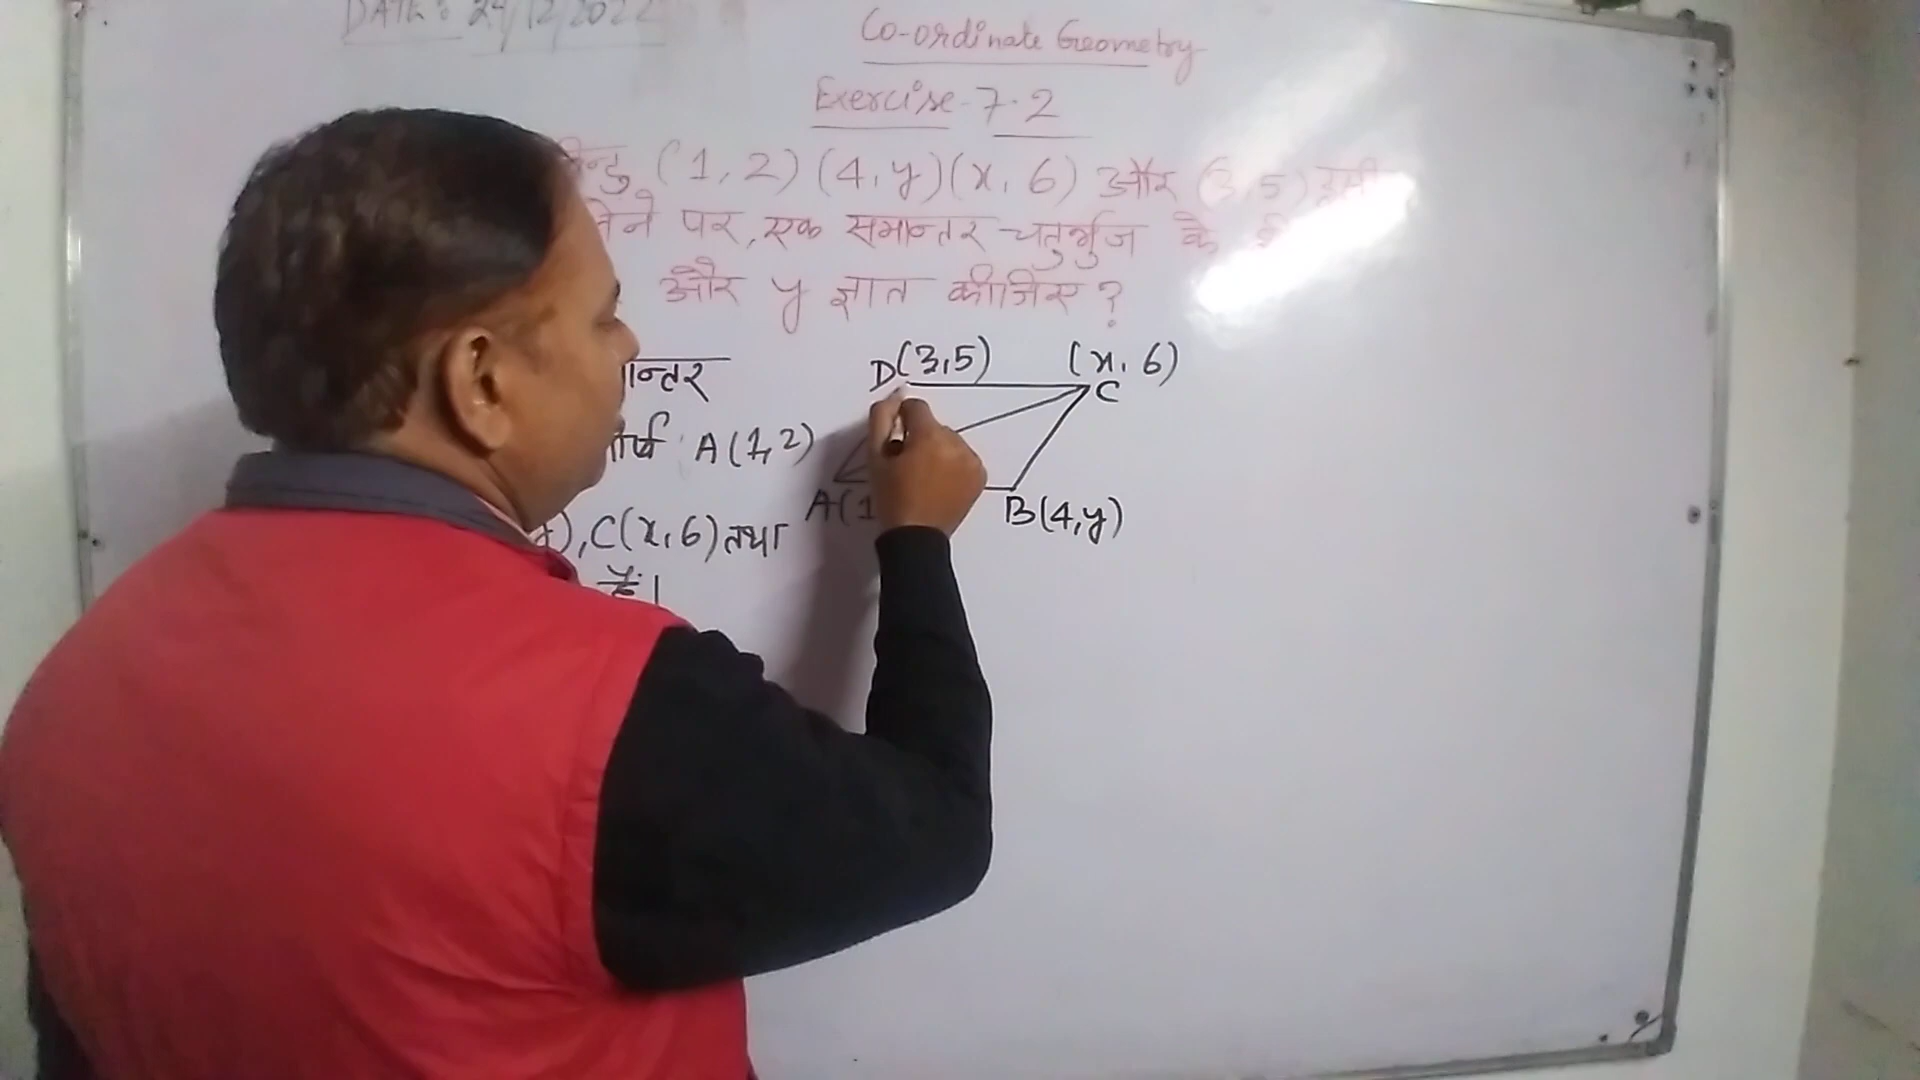 DATE: 24/12/2022
Co-ordinate Geometry
Exercise-7.2
बिन्दु (1,2) (4,y) (x,6) और (3,5) इसी
पर, एक समान्तर चतुर्भुज के
और y ज्ञात कीजिए?
D(3,5) (x,6)
C
A(1,2)
A(1 B(4,y)
, C(x,6) तथा
हैं।